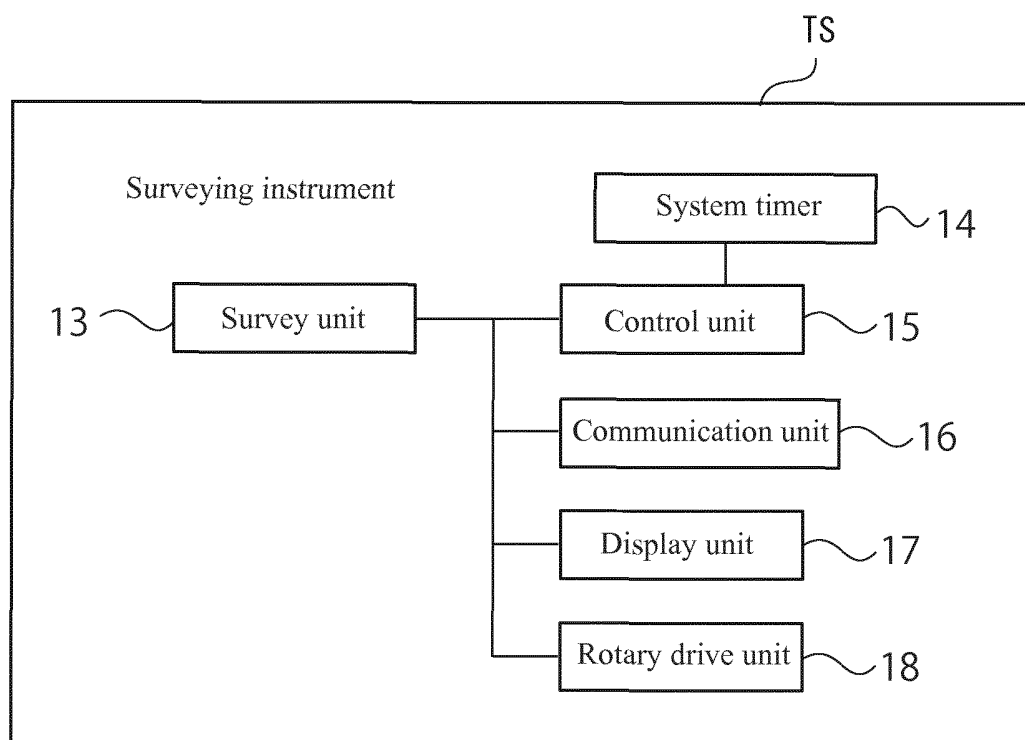 TS
Surveying instrument
System timer
14
13
Survey unit
Control unit
15
Communication unit
16
Display unit
17
Rotary drive unit
18